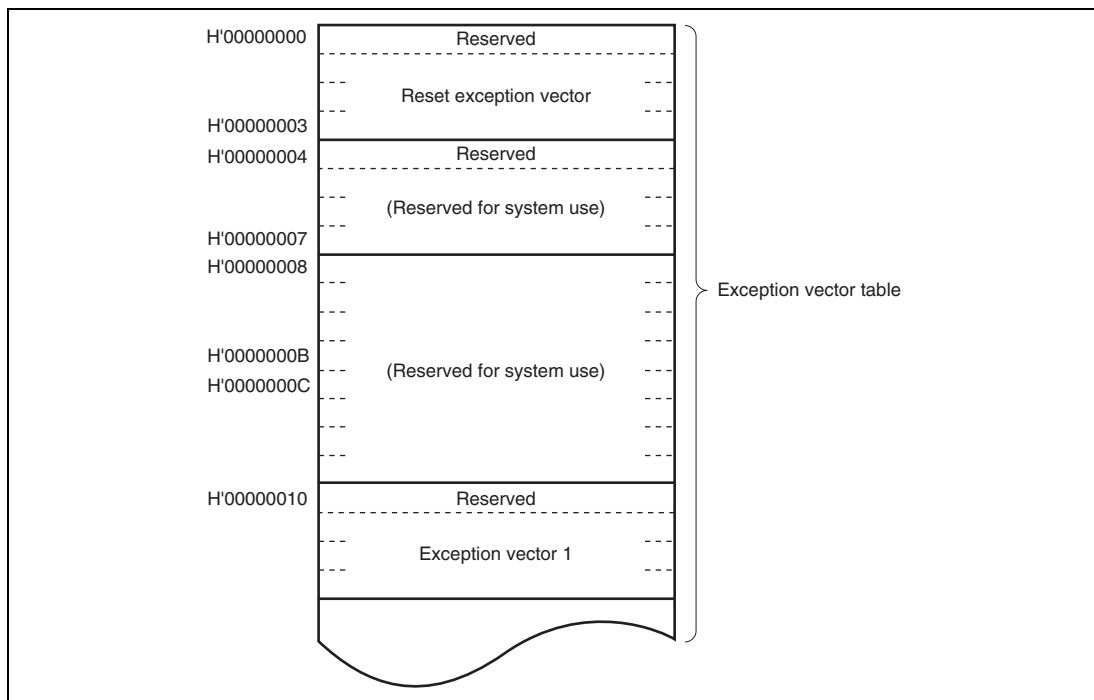 H'00000000
Reserved
Reset exception vector
H'00000003
H'00000004
Reserved
(Reserved for system use)
H'00000007
H'00000008
Exception vector table
H'0000000B
(Reserved for system use)
H'0000000C
H'00000010
Reserved
Exception vector 1